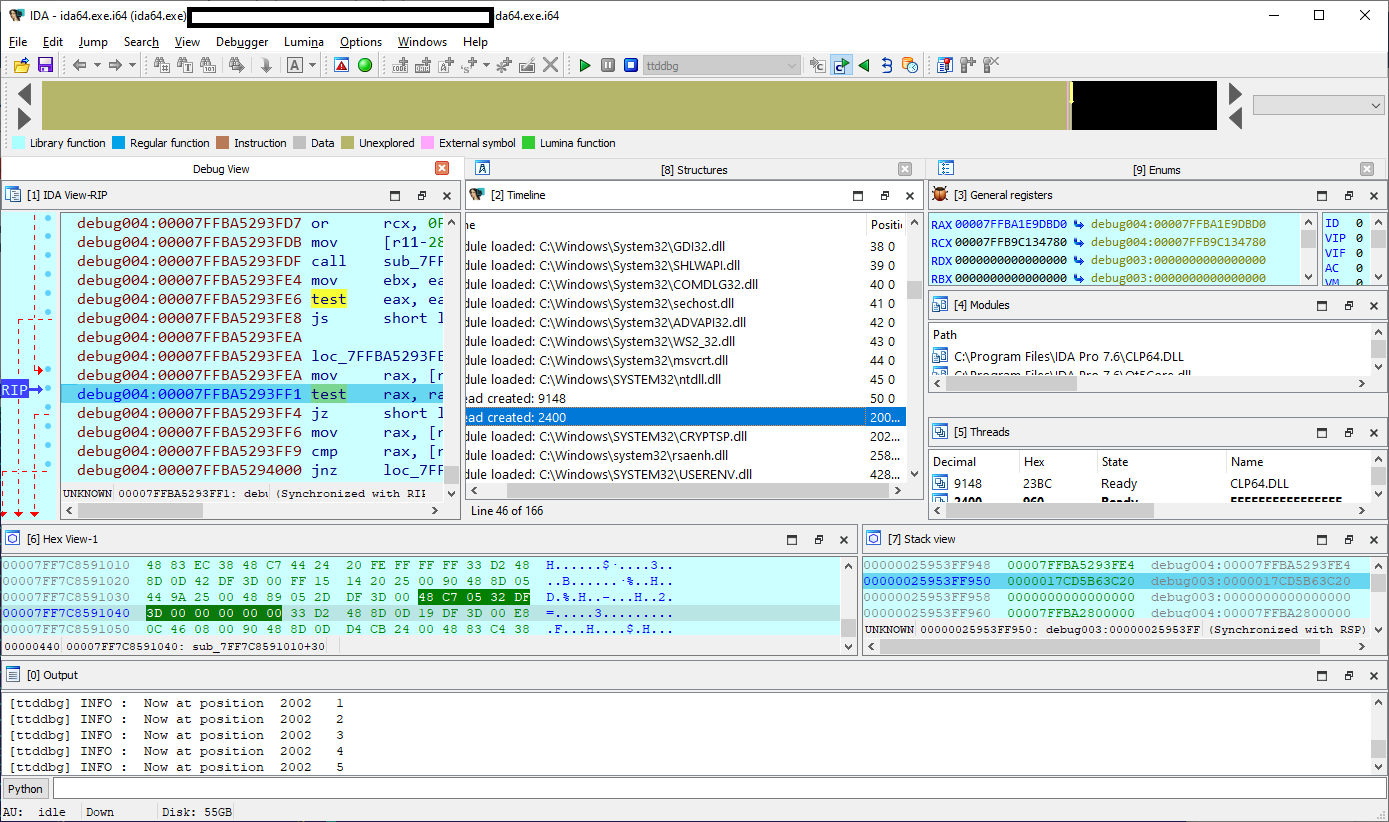 IDA - ida64.exe.i64 (ida64.exe) ida64.exe.i64
File Edit Jump Search View Debugger Lumina Options Windows Help
ttddbg
Library function Regular function Instruction Data Unexplored External symbol Lumina function
Debug View [8] Structures [9] Enums
[1] IDA View-RIP
debug004:00007FFBA5293FD7 or rcx, 0F
debug004:00007FFBA5293FDB mov [r11-28
debug004:00007FFBA5293FDF call sub_7FF
debug004:00007FFBA5293FE4 mov ebx, ea
debug004:00007FFBA5293FE6 test eax, ea
debug004:00007FFBA5293FE8 js short l
debug004:00007FFBA5293FEA
debug004:00007FFBA5293FEA loc_7FFBA5293FE
debug004:00007FFBA5293FEA mov rax, [r
RIP debug004:00007FFBA5293FF1 test rax, ra
debug004:00007FFBA5293FF4 jz short l
debug004:00007FFBA5293FF6 mov rax, [r
debug004:00007FFBA5293FF9 cmp rax, [r
debug004:00007FFBA5294000 jnz loc_7FF
UNKNOWN 00007FFBA5293FF1: debu (Synchronized with RIP
[2] Timeline
ne Positi
dule loaded: C:\Windows\System32\GDI32.dll 38 0
dule loaded: C:\Windows\System32\SHLWAPI.dll 39 0
dule loaded: C:\Windows\System32\COMDLG32.dll 40 0
dule loaded: C:\Windows\System32\sechost.dll 41 0
dule loaded: C:\Windows\System32\ADVAPI32.dll 42 0
dule loaded: C:\Windows\System32\WS2_32.dll 43 0
dule loaded: C:\Windows\System32\msvcrt.dll 44 0
dule loaded: C:\Windows\SYSTEM32\ntdll.dll 45 0
ead created: 9148 50 0
ead created: 2400 200...
dule loaded: C:\Windows\SYSTEM32\CRYPTSP.dll 202...
dule loaded: C:\Windows\system32\rsaenh.dll 258...
dule loaded: C:\Windows\SYSTEM32\USERENV.dll 428...
Line 46 of 166
[3] General registers
RAX 00007FFBA1E9DBD0 debug004:00007FFBA1E9DBD0
RCX 00007FFB9C134780 debug004:00007FFB9C134780
RDX 0000000000000000 debug003:0000000000000000
RBX 0000000000000000 debug003:0000000000000000
ID 0
VIP 0
VIF 0
AC 0
VM 0
[4] Modules
Path
C:\Program Files\IDA Pro 7.6\CLP64.DLL
C:\Program Files\IDA Pro 7.6\Qt5Core.dll
[5] Threads
Decimal Hex State Name
9148 23BC Ready CLP64.DLL
2400 960 Ready
[6] Hex View-1
00007FF7C8591010 48 83 EC 38 48 C7 44 24 20 FE FF FF FF 33 D2 48 H......$·....3..
00007FF7C8591020 8D 0D 42 DF 3D 00 FF 15 14 20 25 00 90 48 8D 05 ..B......·%..H..
00007FF7C8591030 44 9A 25 00 48 89 05 2D DF 3D 00 48 C7 05 32 DF D.%.H..-...H..2.
00007FF7C8591040 3D 00 00 00 00 00 33 D2 48 8D 0D 19 DF 3D 00 E8 =.....3.........
00007FF7C8591050 0C 46 08 00 90 48 8D 0D D4 CB 24 00 48 83 C4 38 .F...H....$.H...
00000440 00007FF7C8591040: sub_7FF7C8591010+30
[7] Stack view
00000025953FF948 00007FFBA5293FE4 debug004:00007FFBA5293FE4
00000025953FF950 0000017CD5B63C20 debug003:0000017CD5B63C20
00000025953FF958 0000000000000000 debug003:0000000000000000
00000025953FF960 00007FFBA2800000 debug004:00007FFBA2800000
UNKNOWN 00000025953FF950: debug003:00000025953FF (Synchronized with RSP)
[0] Output
[ttddbg] INFO : Now at position 2002 1
[ttddbg] INFO : Now at position 2002 2
[ttddbg] INFO : Now at position 2002 3
[ttddbg] INFO : Now at position 2002 4
[ttddbg] INFO : Now at position 2002 5
Python
AU: idle Down Disk: 55GB